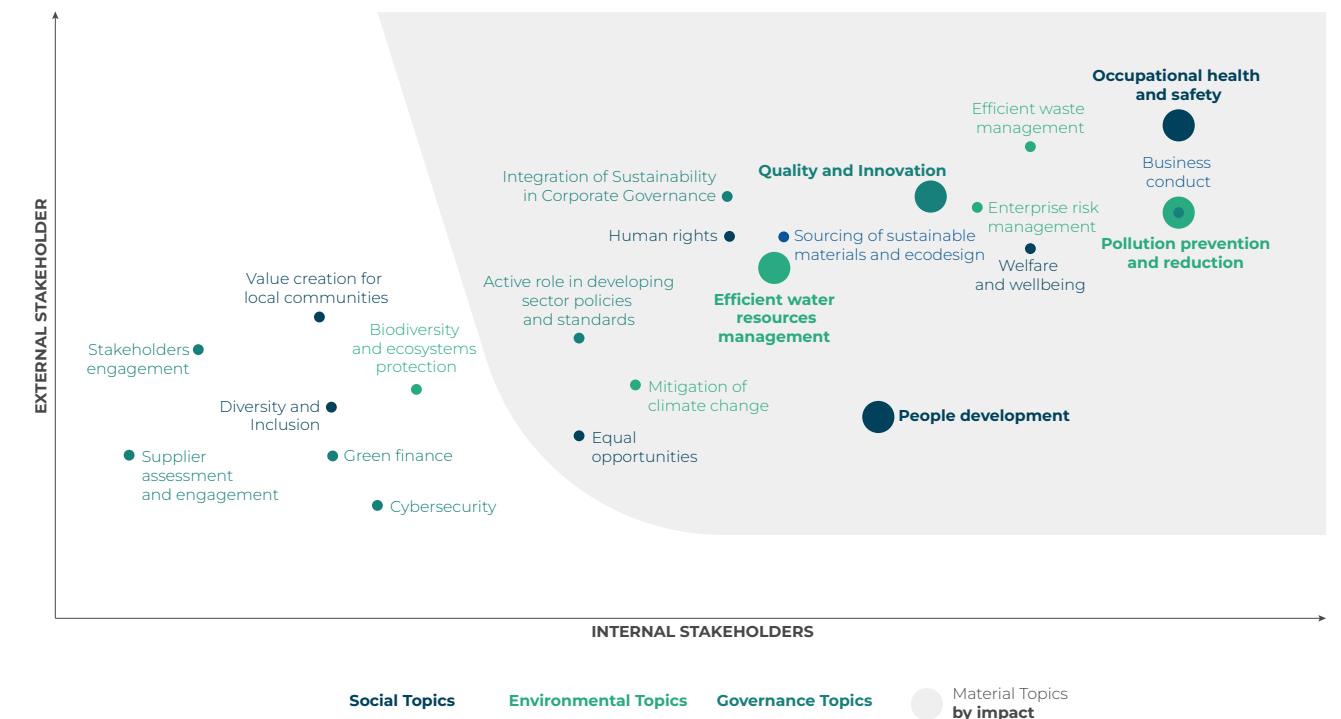 Occupational health
and safety
Efficient waste
management
Business
conduct
Quality and Innovation
Integration of Sustainability
in Corporate Governance
Enterprise risk
management
Human rights
Sourcing of sustainable
materials and ecodesign
Pollution prevention
and reduction
Welfare
and wellbeing
Value creation for
local communities
Active role in developing
sector policies
and standards
Efficient water
resources
management
Biodiversity
and ecosystems
protection
Stakeholders
engagement
Mitigation of
climate change
Diversity and
Inclusion
People development
Equal
opportunities
Supplier
assessment
and engagement
Green finance
Cybersecurity
EXTERNAL STAKEHOLDER
INTERNAL STAKEHOLDERS
Social Topics
Environmental Topics
Governance Topics
Material Topics
by impact